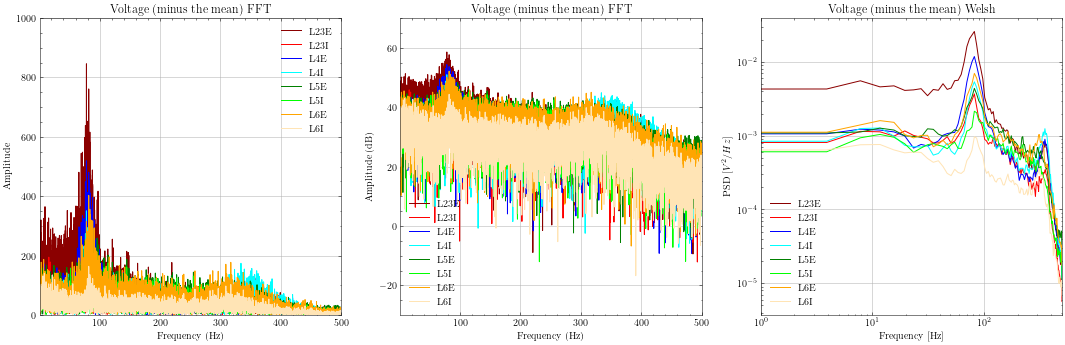 Voltage (minus the mean) FFT
Amplitude
1000
800
600
400
200
0
100
200
300
400
500
Frequency (Hz)
L23E
L23I
L4E
L4I
L5E
L5I
L6E
L6I
Voltage (minus the mean) FFT
Amplitude (dB)
60
40
20
0
−20
100
200
300
400
500
Frequency (Hz)
L23E
L23I
L4E
L4I
L5E
L5I
L6E
L6I
Voltage (minus the mean) Welsh
PSD [V²/Hz]
10⁻²
10⁻³
10⁻⁴
10⁻⁵
10⁰
10¹
10²
Frequency [Hz]
L23E
L23I
L4E
L4I
L5E
L5I
L6E
L6I